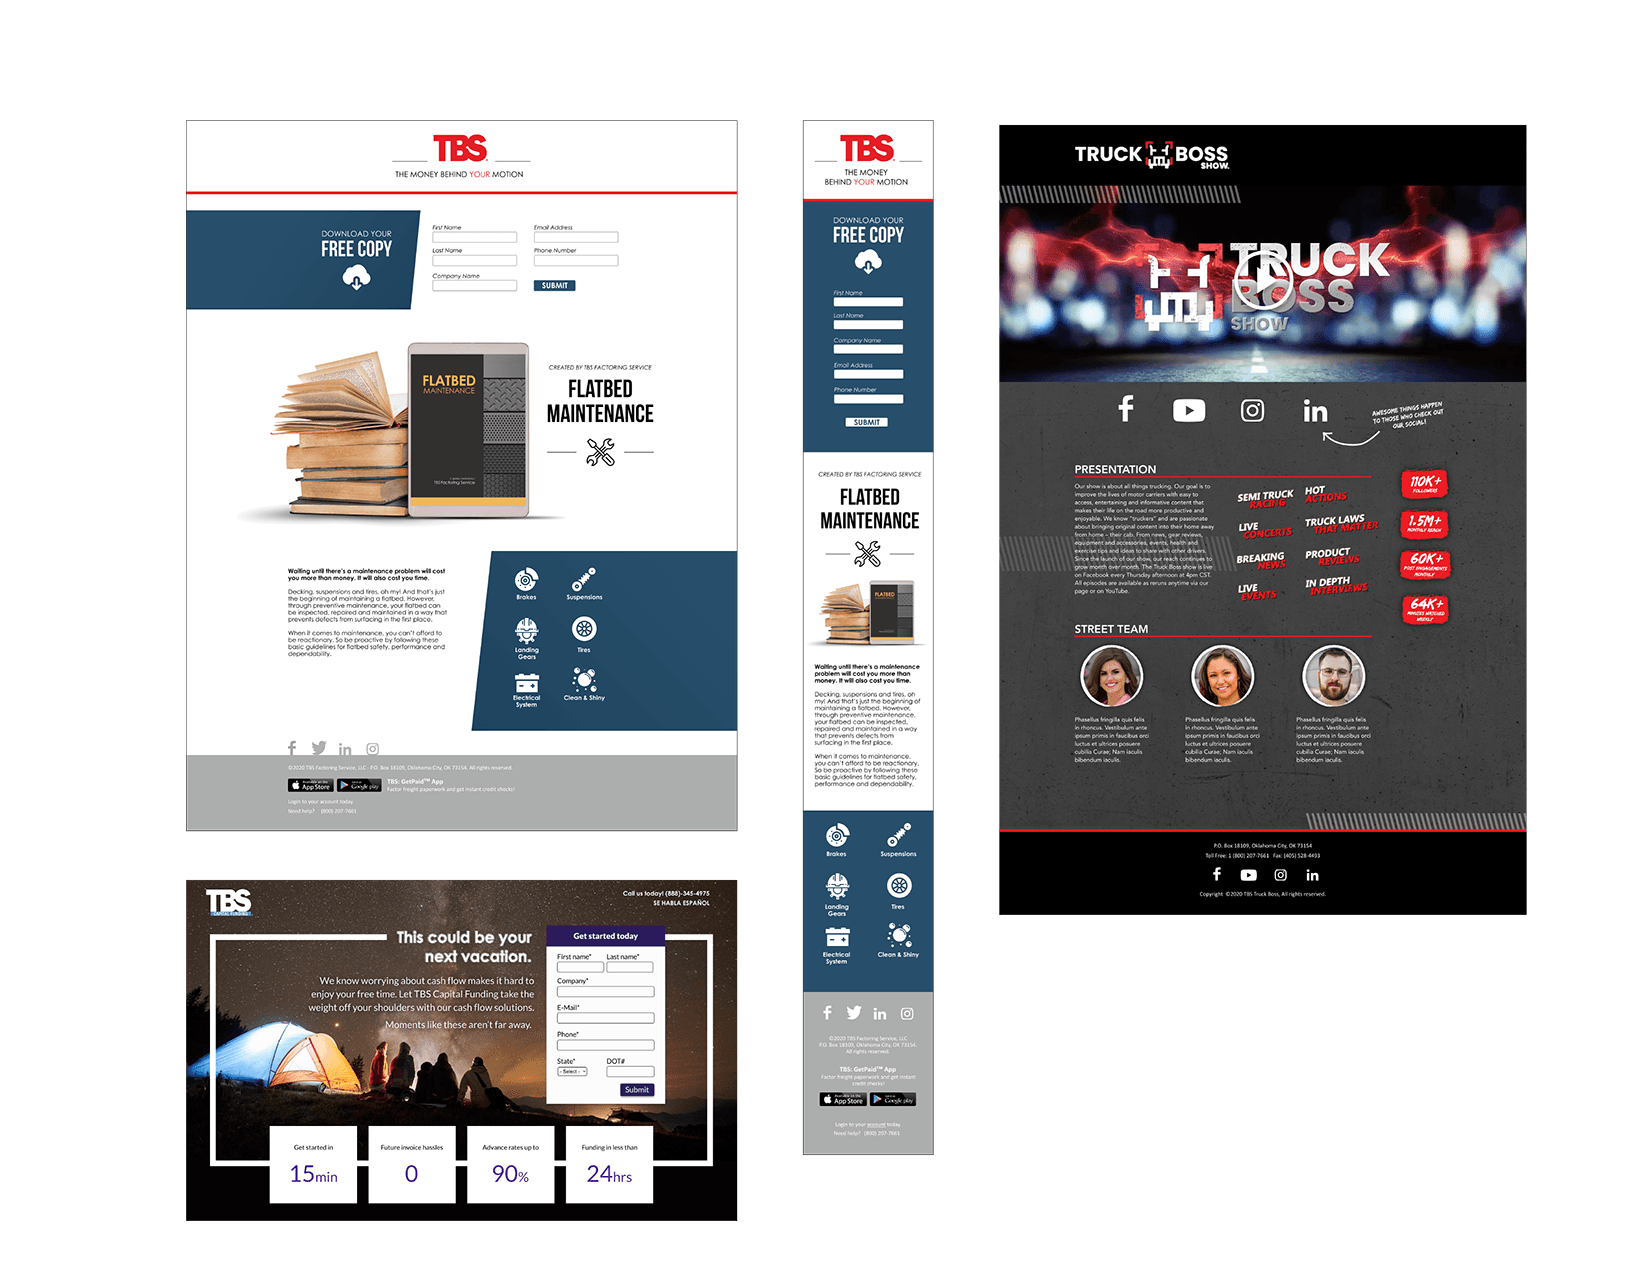 TBS
THE MONEY BEHIND YOUR MOTION
DOWNLOAD YOUR
FREE COPY
First Name
Email Address
Last Name
Phone Number
Company Name
SUBMIT
FLATBED
MAINTENANCE
TBS Factoring Service
CREATED BY TBS FACTORING SERVICE
FLATBED
MAINTENANCE
Waiting until there's a maintenance problem will cost
you more than money. It will also cost you time.
Decking, suspensions and tires, oh my! And that's just
the beginning of maintaining a flatbed. However,
through preventive maintenance, your flatbed can
be inspected, repaired and maintained in a way that
prevents defects from surfacing in the first place.
When it comes to maintenance, you can't afford to
be reactionary. So be proactive by following these
basic guidelines for flatbed safety, performance and
dependability.
Brakes
Suspensions
Landing
Gears
Tires
Electrical
System
Clean & Shiny
©2020 TBS Factoring Service, LLC - P.O. Box 18109, Oklahoma City, OK 73154. All rights reserved.
App Store
Google play
TBS: GetPaid™ App
Factor freight paperwork and get instant credit checks!
Login to your account today.
Need help? (800) 207-7661
TBS
CAPITAL FUNDING
Call us today! (888)-345-4975
SE HABLA ESPAÑOL
This could be your
next vacation.
We know worrying about cash flow makes it hard to
enjoy your free time. Let TBS Capital Funding take the
weight off your shoulders with our cash flow solutions.
Moments like these aren't far away.
Get started today
First name*
Last name*
Company*
E-Mail*
Phone*
State*
DOT#
- Select -
Submit
Get started in
15min
Future invoice hassles
0
Advance rates up to
90%
Funding in less than
24hrs
TBS
THE MONEY
BEHIND YOUR MOTION
DOWNLOAD YOUR
FREE COPY
First Name
Last Name
Company Name
Email Address
Phone Number
SUBMIT
CREATED BY TBS FACTORING SERVICE
FLATBED
MAINTENANCE
FLATBED
Waiting until there's a maintenance
problem will cost you more than
money. It will also cost you time.
Decking, suspensions and tires, oh
my! And that's just the beginning of
maintaining a flatbed. However,
through preventive maintenance,
your flatbed can be inspected,
repaired and maintained in a way
that prevents defects from
surfacing in the first place.
When it comes to maintenance,
you can't afford to be reactionary.
So be proactive by following these
basic guidelines for flatbed safety,
performance and dependability.
Brakes
Suspensions
Landing
Gears
Tires
Electrical
System
Clean & Shiny
©2020 TBS Factoring Service, LLC
P.O. Box 18109, Oklahoma City, OK 73154.
All rights reserved.
TBS: GetPaid™ App
Factor freight paperwork and get instant
credit checks!
App Store
Google play
Login to your account today.
Need help? (800) 207-7661
TRUCK BOSS
SHOW.
TRUCK
BOSS
SHOW
AWESOME THINGS HAPPEN
TO THOSE WHO CHECK OUT
OUR SOCIAL!
PRESENTATION
Our show is about all things trucking. Our goal is to
improve the lives of motor carriers with easy to
access, entertaining and informative content that
makes their life on the road more productive and
enjoyable. We know "truckers" and are passionate
about bringing original content into their home away
from home – their cab. From news, gear reviews,
equipment and accessories, events, health and
exercise tips and ideas to share with other drivers.
Since the launch of our show, our reach continues to
grow month over month. The Truck Boss show is live
on Facebook every Thursday afternoon at 4pm CST.
All episodes are available as reruns anytime via our
page or on YouTube.
SEMI TRUCK
RACING
HOT
ACTIONS
LIVE
CONCERTS
TRUCK LAWS
THAT MATTER
BREAKING
NEWS
PRODUCT
REVIEWS
LIVE
EVENTS
IN DEPTH
INTERVIEWS
110K+
FOLLOWERS
1.5M+
MONTHLY REACH
60K+
POST ENGAGEMENTS
MONTHLY
64K+
MINUTES WATCHED
WEEKLY
STREET TEAM
Phasellus fringilla quis felis
in rhoncus. Vestibulum ante
ipsum primis in faucibus orci
luctus et ultrices posuere
cubilia Curae; Nam iaculis
bibendum iaculis.
Phasellus fringilla quis felis
in rhoncus. Vestibulum ante
ipsum primis in faucibus orci
luctus et ultrices posuere
cubilia Curae; Nam iaculis
bibendum iaculis.
Phasellus fringilla quis felis
in rhoncus. Vestibulum ante
ipsum primis in faucibus orci
luctus et ultrices posuere
cubilia Curae; Nam iaculis
bibendum iaculis.
P.O. Box 18109, Oklahoma City, OK 73154
Toll Free: 1 (800) 207-7661 Fax: (405) 528-4493
Copyright ©2020 TBS Truck Boss, All rights reserved.